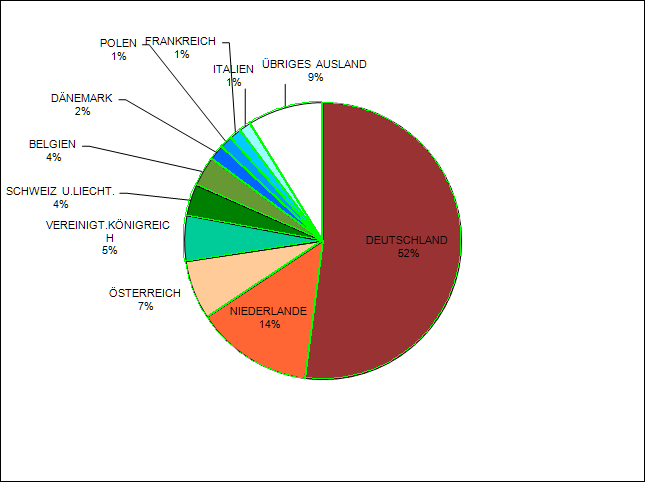 POLEN
1%
FRANKREICH
1%
ITALIEN
1%
ÜBRIGES AUSLAND
9%
DÄNEMARK
2%
BELGIEN
4%
SCHWEIZ U.LIECHT.
4%
VEREINIGT.KÖNIGREIC
H
5%
ÖSTERREICH
7%
NIEDERLANDE
14%
DEUTSCHLAND
52%